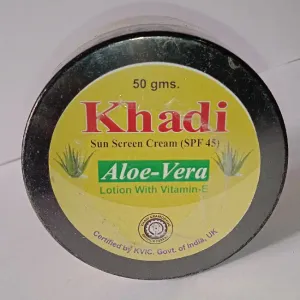 50 gms.
Khadi
Sun Screen Cream (SPF 45)
Aloe-Vera
Lotion With Vitamin-E
Certified by KVIC. Govt. of India, UK